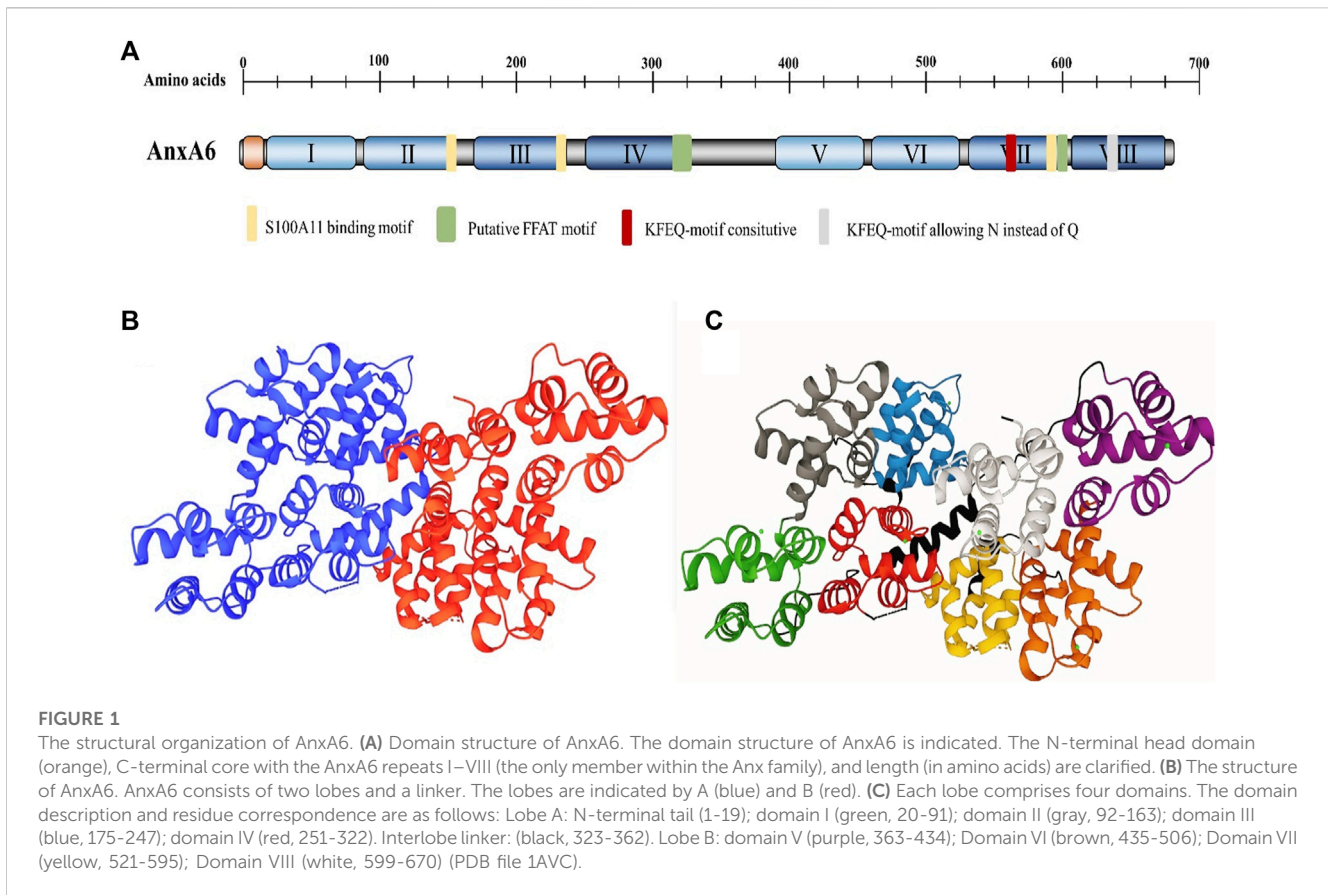 A
0 100 200 300 400 500 600 700
Amino acids
AnxA6
I II III IV V VI VII VIII
S100A11 binding motif Putative FFAT motif KFEQ-motif consitutive KFEQ-motif allowing N instead of Q
B C
FIGURE 1
The structural organization of AnxA6. (A) Domain structure of AnxA6. The domain structure of AnxA6 is indicated. The N-terminal head domain
(orange), C-terminal core with the AnxA6 repeats I–VIII (the only member within the Anx family), and length (in amino acids) are clarified. (B) The structure
of AnxA6. AnxA6 consists of two lobes and a linker. The lobes are indicated by A (blue) and B (red). (C) Each lobe comprises four domains. The domain
description and residue correspondence are as follows: Lobe A: N-terminal tail (1-19); domain I (green, 20-91); domain II (gray, 92-163); domain III
(blue, 175-247); domain IV (red, 251-322). Interlobe linker: (black, 323-362). Lobe B: domain V (purple, 363-434); Domain VI (brown, 435-506); Domain VII
(yellow, 521-595); Domain VIII (white, 599-670) (PDB file 1AVC).